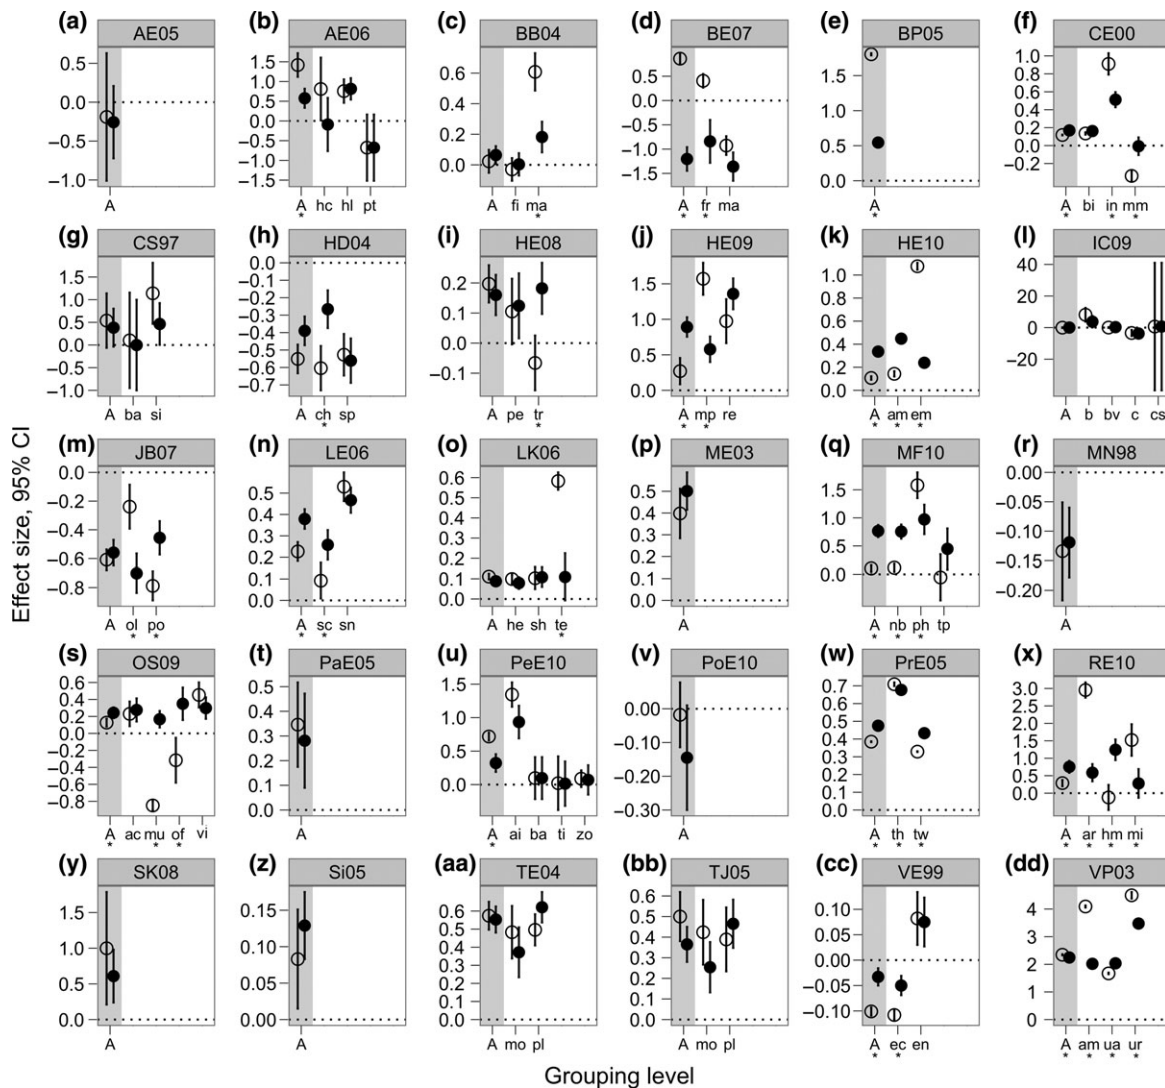 Effect size, 95% CI
(a) AE05
0.5
0.0
−0.5
−1.0
A
(b) AE06
1.5
1.0
0.5
0.0
−0.5
−1.0
−1.5
A hc hl pt
*
(c) BB04
0.6
0.4
0.2
0.0
A fi ma
*
(d) BE07
1.0
0.5
0.0
−0.5
−1.0
−1.5
A fr ma
* *
(e) BP05
1.5
1.0
0.5
0.0
A
*
(f) CE00
1.0
0.8
0.6
0.4
0.2
0.0
−0.2
A bi in mm
* *
(g) CS97
1.5
1.0
0.5
0.0
−0.5
−1.0
A ba si
(h) HD04
0.0
−0.1
−0.2
−0.3
−0.4
−0.5
−0.6
−0.7
A ch sp
*
(i) HE08
0.2
0.1
0.0
−0.1
A pe tr
*
(j) HE09
1.5
1.0
0.5
0.0
A mp re
* *
(k) HE10
1.0
0.8
0.6
0.4
0.2
0.0
A am em
* * *
(l) IC09
40
20
0
−20
A b bv c cs
(m) JB07
0.0
−0.2
−0.4
−0.6
−0.8
A ol po
* *
(n) LE06
0.5
0.4
0.3
0.2
0.1
0.0
A sc sn
* *
(o) LK06
0.6
0.5
0.4
0.3
0.2
0.1
0.0
A he sh te
*
(p) ME03
0.5
0.4
0.3
0.2
0.1
0.0
A
(q) MF10
1.5
1.0
0.5
0.0
A nb ph tp
* * *
(r) MN98
0.00
−0.05
−0.10
−0.15
−0.20
A
(s) OS09
0.6
0.4
0.2
0.0
−0.2
−0.4
−0.6
−0.8
A ac mu of vi
* * *
(t) PaE05
0.5
0.4
0.3
0.2
0.1
0.0
A
(u) PeE10
1.5
1.0
0.5
0.0
A ai ba ti zo
*
(v) PoE10
0.00
−0.10
−0.20
−0.30
A
(w) PrE05
0.7
0.6
0.5
0.4
0.3
0.2
0.1
0.0
A th tw
* * *
(x) RE10
3.0
2.5
2.0
1.5
1.0
0.5
0.0
A ar hm mi
* * * *
(y) SK08
1.5
1.0
0.5
0.0
A
(z) Si05
0.15
0.10
0.05
0.00
A
(aa) TE04
0.6
0.5
0.4
0.3
0.2
0.1
0.0
A mo pl
(bb) TJ05
0.6
0.5
0.4
0.3
0.2
0.1
0.0
A mo pl
(cc) VE99
0.10
0.05
0.00
−0.05
−0.10
A ec en
* *
(dd) VP03
4
3
2
1
0
A am ua ur
* * * *
Grouping level